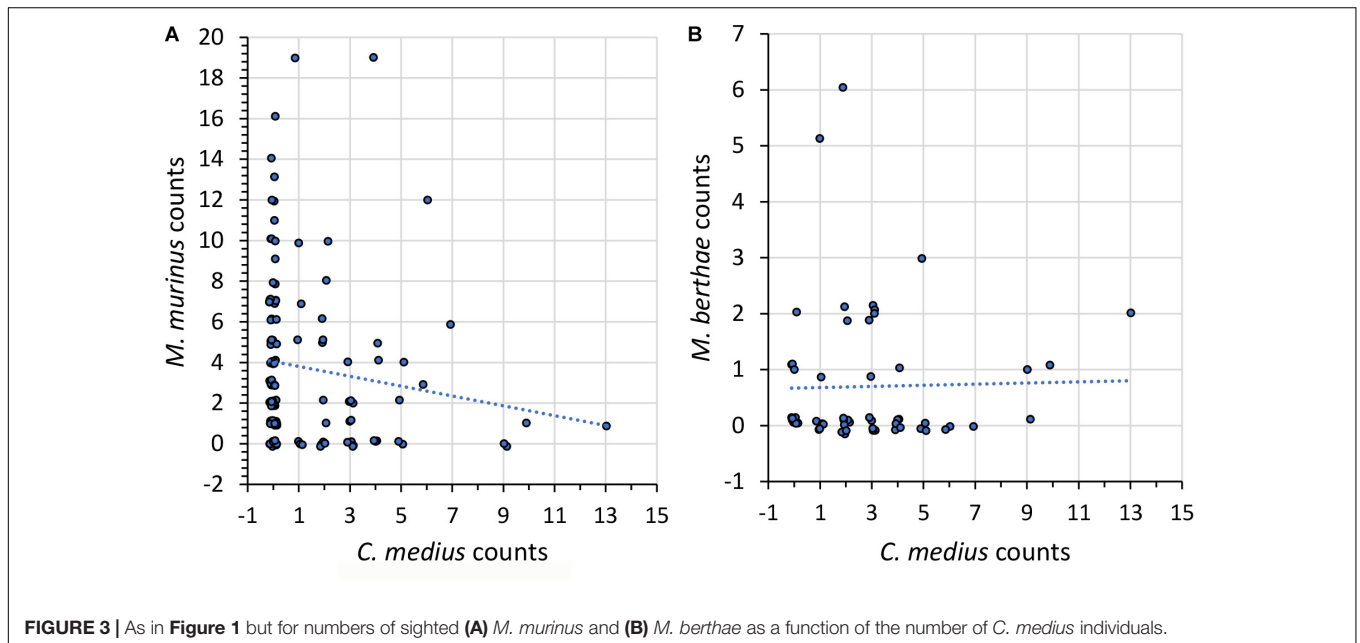 A
20
18
16
14
12
10
8
6
4
2
0
-2
M. murinus counts
-1 1 3 5 7 9 11 13 15
C. medius counts
B
7
6
5
4
3
2
1
0
-1
M. berthae counts
-1 1 3 5 7 9 11 13 15
C. medius counts
FIGURE 3 | As in Figure 1 but for numbers of sighted (A) M. murinus and (B) M. berthae as a function of the number of C. medius individuals.